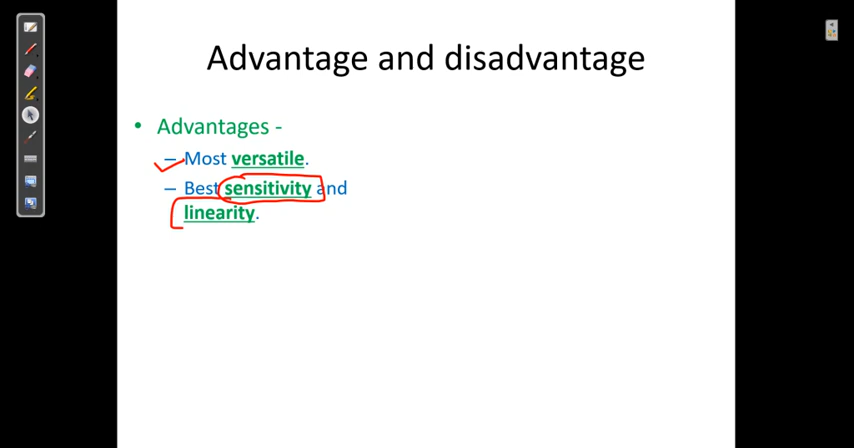 Advantage and disadvantage
• Advantages -
– Most versatile.
– Best sensitivity and
linearity.